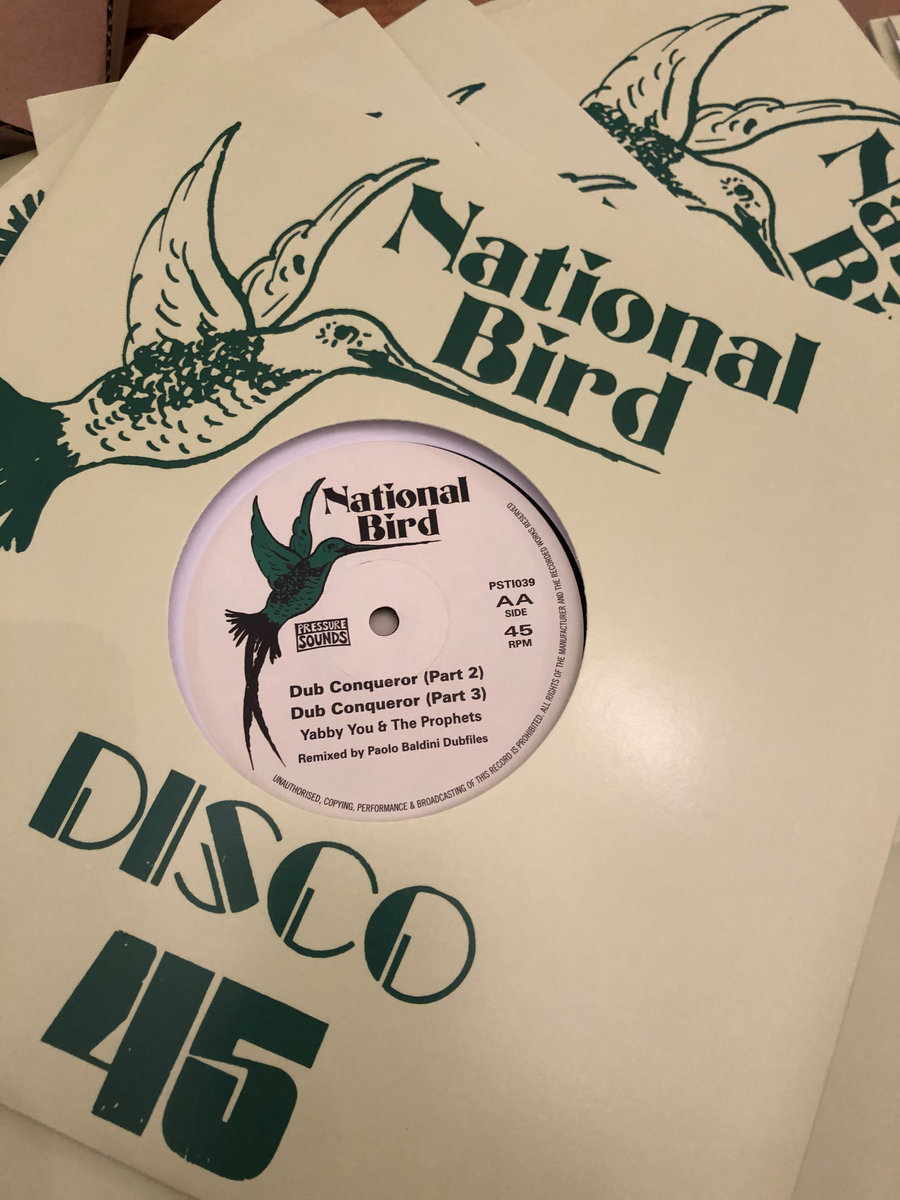 National
Bird
National
Bird
PRESSURE
SOUNDS
PSTI039
AA
SIDE
45
RPM
Dub Conqueror (Part 2)
Dub Conqueror (Part 3)
Yabby You & The Prophets
Remixed by Paolo Baldini Dubfiles
UNAUTHORISED, COPYING, PERFORMANCE & BROADCASTING OF THIS RECORD IS PROHIBITED. ALL RIGHTS OF THE MANUFACTURER AND THE RECORDED WORKS RESERVED
DISCO
45